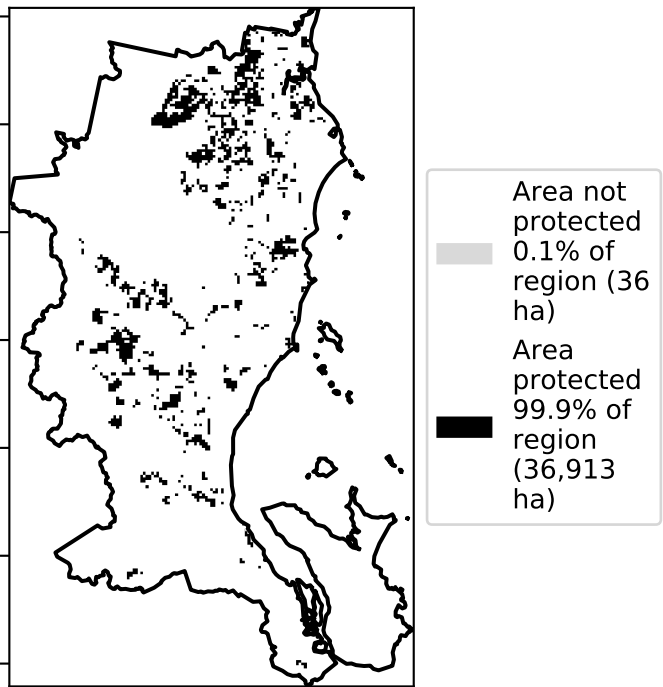 Area not
protected
0.1% of
region (36
ha)
Area
protected
99.9% of
region
(36,913
ha)